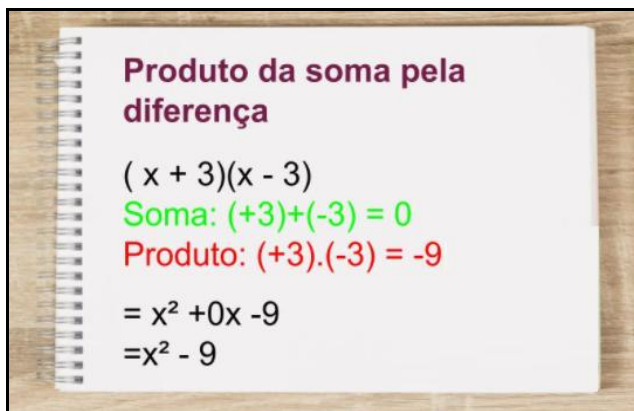 Produto da soma pela
diferença
( x + 3)(x - 3)
Soma: (+3)+(-3) = 0
Produto: (+3).(-3) = -9
= x² +0x -9
=x² - 9